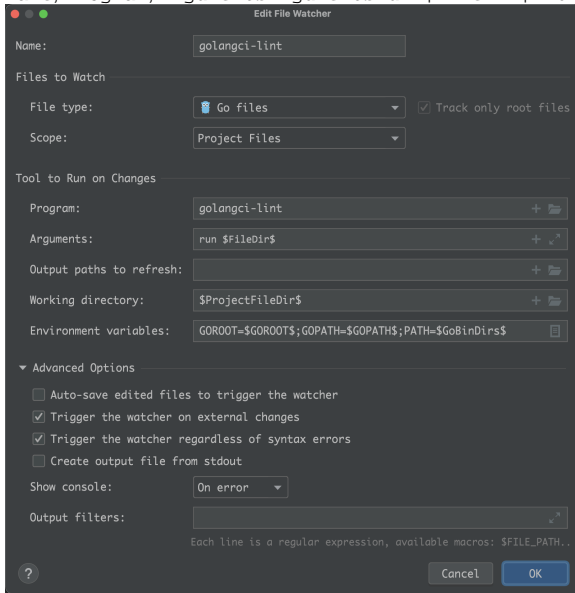 Edit File Watcher
Name: golangci-lint
Files to Watch
File type: Go files Track only root files
Scope: Project Files
Tool to Run on Changes
Program: golangci-lint
Arguments: run $FileDir$
Output paths to refresh:
Working directory: $ProjectFileDir$
Environment variables: GOROOT=$GOROOT$;GOPATH=$GOPATH$;PATH=$GoBinDirs$
Advanced Options
Auto-save edited files to trigger the watcher
Trigger the watcher on external changes
Trigger the watcher regardless of syntax errors
Create output file from stdout
Show console: On error
Output filters:
Each line is a regular expression, available macros: $FILE_PATH..
? Cancel OK